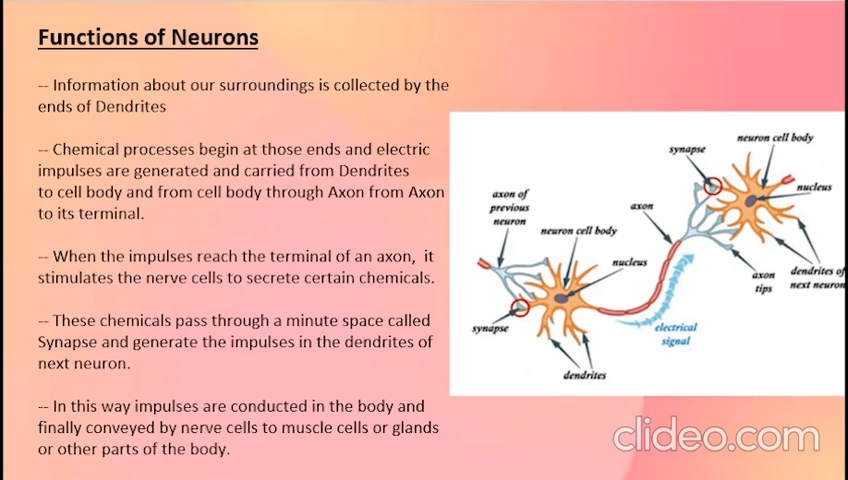 Functions of Neurons
-- Information about our surroundings is collected by the
ends of Dendrites
-- Chemical processes begin at those ends and electric
impulses are generated and carried from Dendrites
to cell body and from cell body through Axon from Axon
to its terminal.
-- When the impulses reach the terminal of an axon,  it
stimulates the nerve cells to secrete certain chemicals.
-- These chemicals pass through a minute space called
Synapse and generate the impulses in the dendrites of
next neuron.
-- In this way impulses are conducted in the body and
finally conveyed by nerve cells to muscle cells or glands
or other parts of the body.
neuron cell body
synapse
nucleus
axon of
previous
neuron
axon
neuron cell body
nucleus
axon
tips
dendrites of
next neuron
synapse
electrical
signal
dendrites
clideo.com